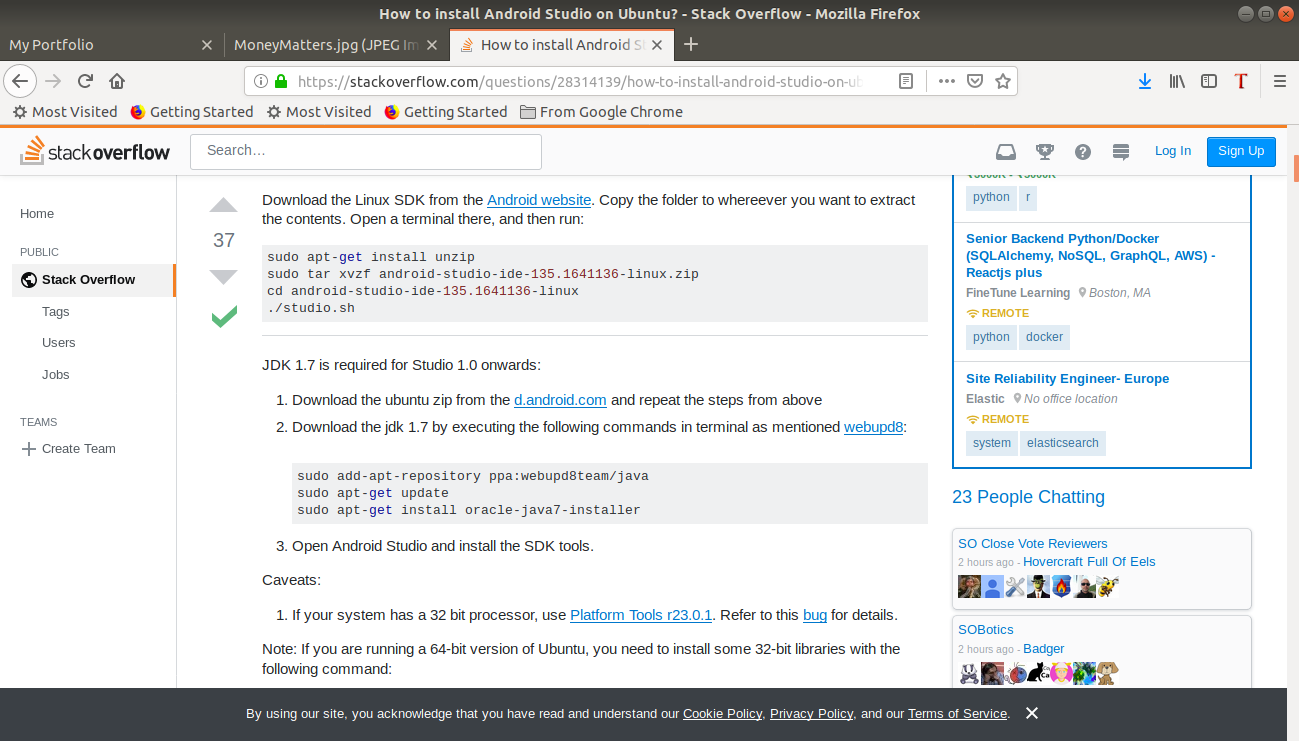 How to install Android Studio on Ubuntu? - Stack Overflow - Mozilla Firefox
My Portfolio
MoneyMatters.jpg (JPEG Im
How to install Android S
https://stackoverflow.com/questions/28314139/how-to-install-android-studio-on-ub
Most Visited
Getting Started
Most Visited
Getting Started
From Google Chrome
stackoverflow
Search…
Log In
Sign Up
Home
PUBLIC
Stack Overflow
Tags
Users
Jobs
TEAMS
Create Team
37
Download the Linux SDK from the Android website. Copy the folder to whereever you want to extract
the contents. Open a terminal there, and then run:
sudo apt-get install unzip
sudo tar xvzf android-studio-ide-135.1641136-linux.zip
cd android-studio-ide-135.1641136-linux
./studio.sh
JDK 1.7 is required for Studio 1.0 onwards:
1. Download the ubuntu zip from the d.android.com and repeat the steps from above
2. Download the jdk 1.7 by executing the following commands in terminal as mentioned webupd8:
sudo add-apt-repository ppa:webupd8team/java
sudo apt-get update
sudo apt-get install oracle-java7-installer
3. Open Android Studio and install the SDK tools.
Caveats:
1. If your system has a 32 bit processor, use Platform Tools r23.0.1. Refer to this bug for details.
Note: If you are running a 64-bit version of Ubuntu, you need to install some 32-bit libraries with the
following command:
python
r
Senior Backend Python/Docker
(SQLAlchemy, NoSQL, GraphQL, AWS) -
Reactjs plus
FineTune Learning Boston, MA
REMOTE
python
docker
Site Reliability Engineer- Europe
Elastic No office location
REMOTE
system
elasticsearch
23 People Chatting
SO Close Vote Reviewers
2 hours ago - Hovercraft Full Of Eels
SOBotics
2 hours ago - Badger
By using our site, you acknowledge that you have read and understand our Cookie Policy, Privacy Policy, and our Terms of Service.